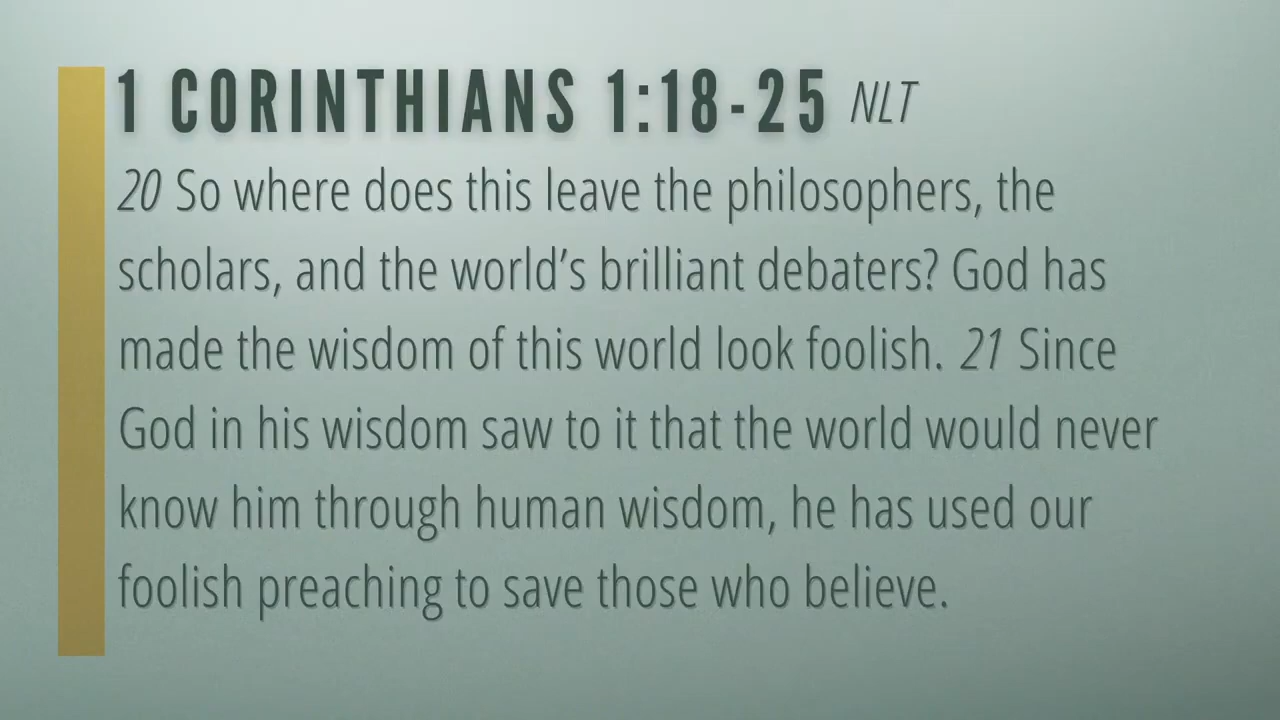 1 CORINTHIANS 1:18-25 NLT
20 So where does this leave the philosophers, the
scholars, and the world’s brilliant debaters? God has
made the wisdom of this world look foolish. 21 Since
God in his wisdom saw to it that the world would never
know him through human wisdom, he has used our
foolish preaching to save those who believe.